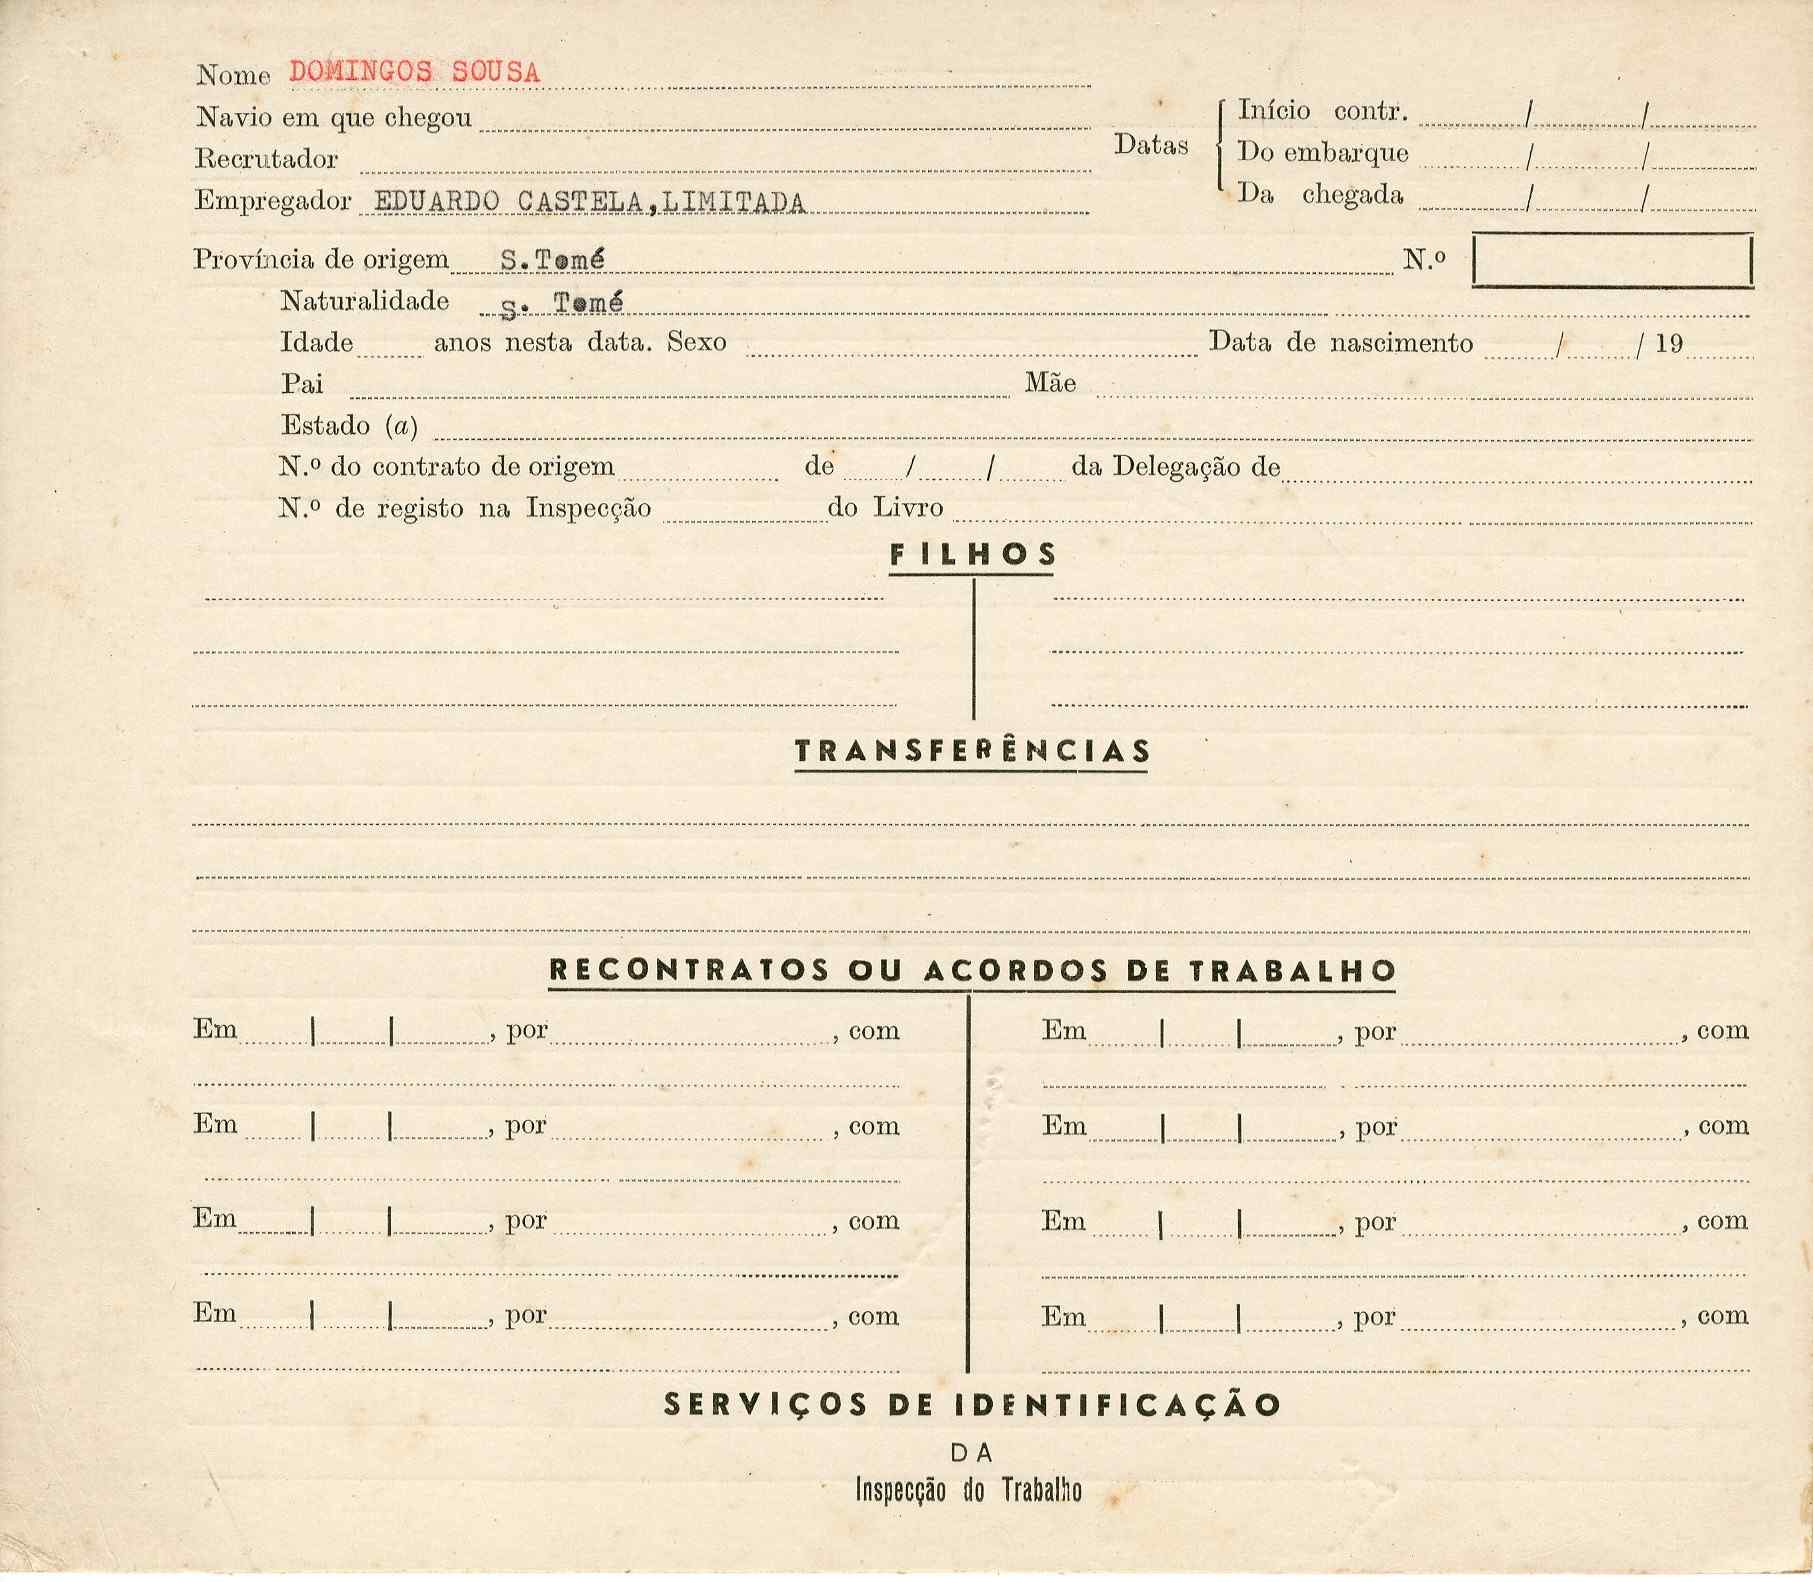 Nome DOMINGOS SOUSA
Navio em que chegou
Recrutador
Empregador EDUARDO CASTELA,LIMITADA
Datas
Início contr. / /
Do embarque / /
Da chegada / /
Província de origem S.Tomé N.º
Naturalidade s. Tomé
Idade anos nesta data. Sexo Data de nascimento / / 19
Pai Mãe
Estado (a)
N.º do contrato de origem de / / da Delegação de
N.º de registo na Inspecção do Livro
FILHOS
TRANSFERÊNCIAS
RECONTRATOS OU ACORDOS DE TRABALHO
Em | | , por , com
Em | | , por , com
Em | | , por , com
Em | | , por , com
Em | | , por , com
Em | | , por , com
Em | | , por , com
Em | | , por , com
SERVIÇOS DE IDENTIFICAÇÃO
DA
Inspecção do Trabalho